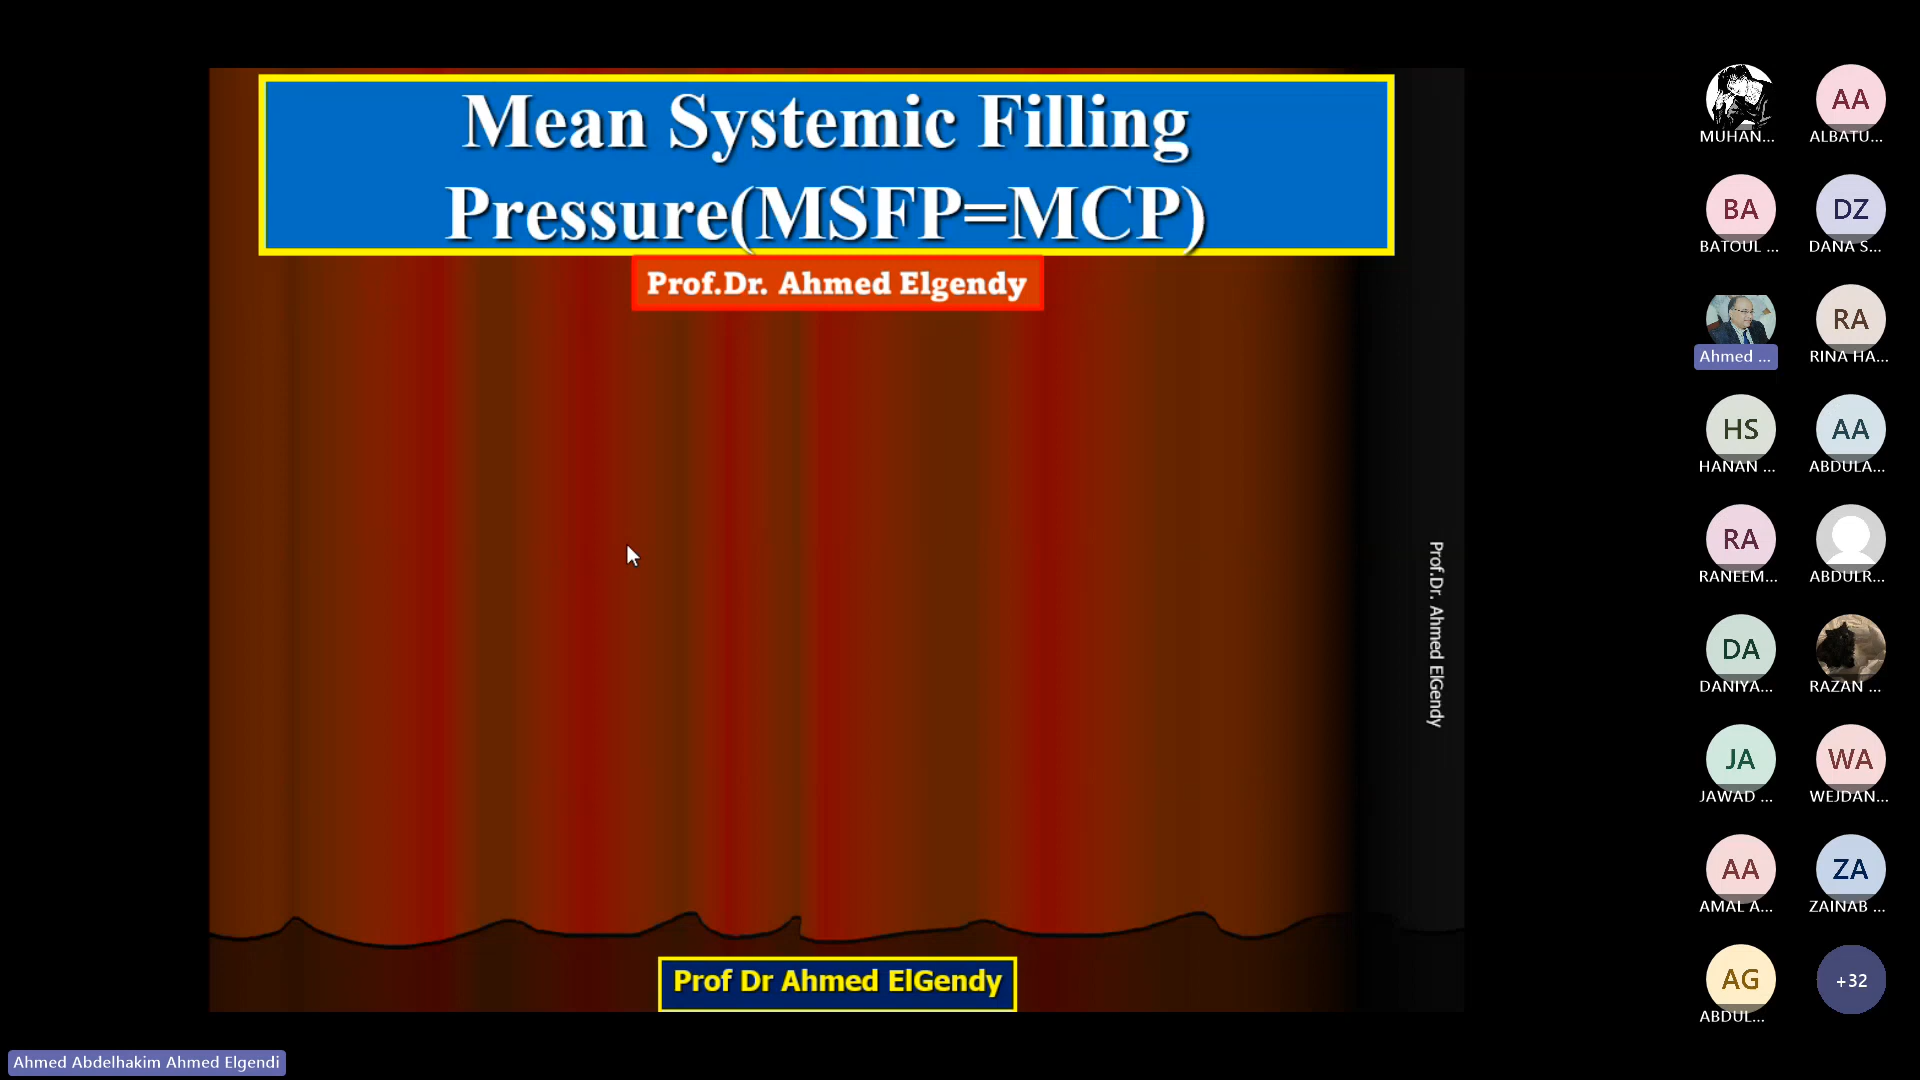 Mean Systemic Filling
Pressure(MSFP=MCP)
Prof.Dr. Ahmed Elgendy
Prof.Dr. Ahmed ElGendy
Prof Dr Ahmed ElGendy
MUHAN...
AA
ALBATU...
BA
BATOUL ...
DZ
DANA S...
Ahmed ...
RA
RINA HA...
HS
HANAN ...
AA
ABDULA...
RA
RANEEM...
ABDULR...
DA
DANIYA...
RAZAN ...
JA
JAWAD ...
WA
WEJDAN...
AA
AMAL A...
ZA
ZAINAB ...
AG
ABDUL...
+32
Ahmed Abdelhakim Ahmed Elgendi